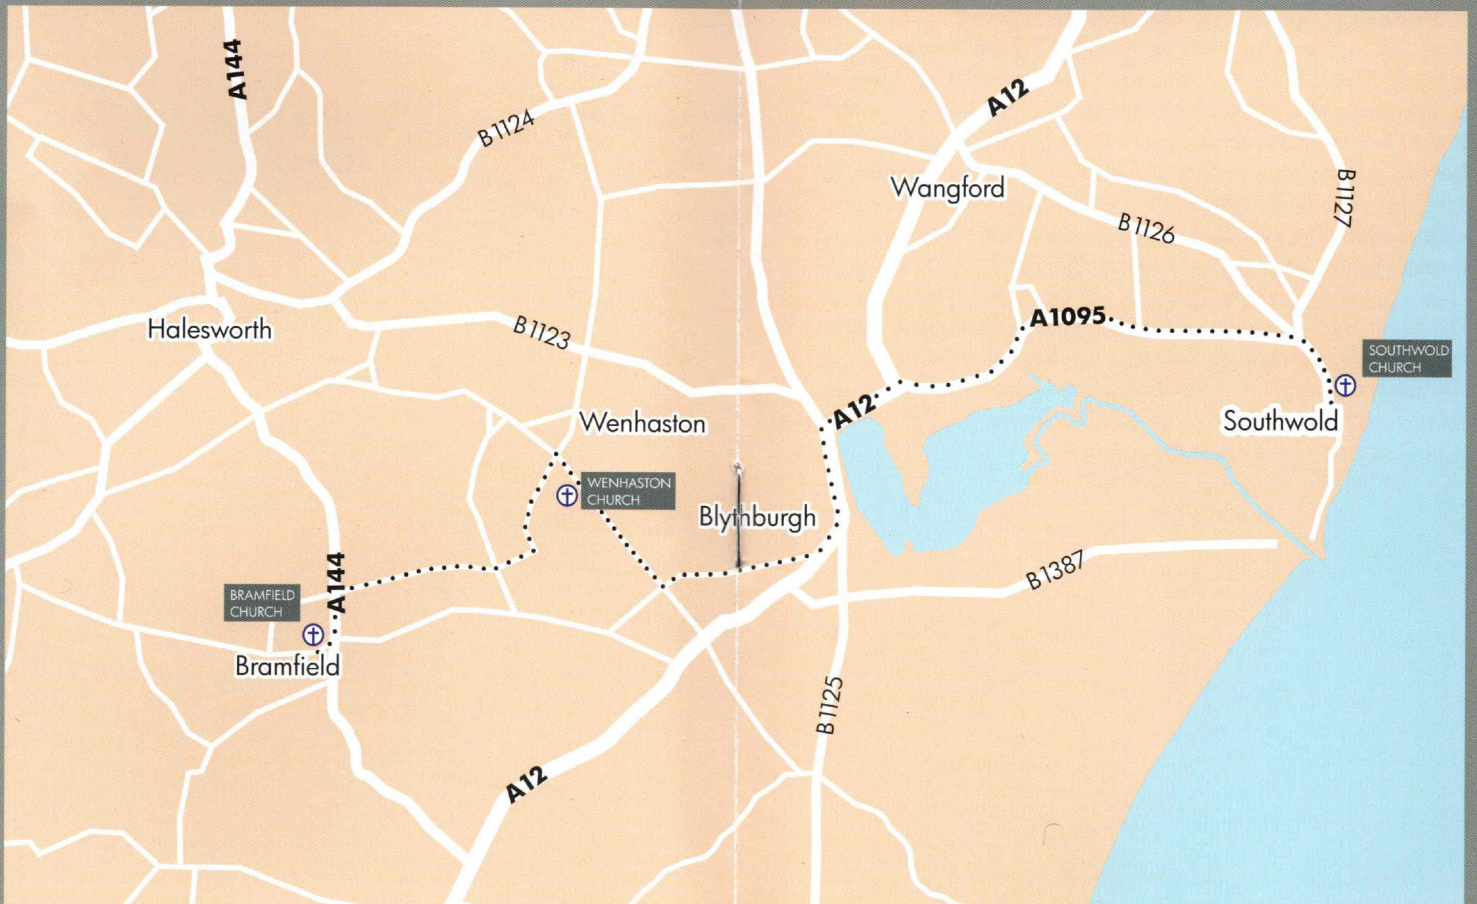 A144
B1124
A12
Wangford
B1127
B1126
Halesworth
B1123
A1095
SOUTHWOLD
CHURCH
A12
Wenhaston
Southwold
WENHASTON
CHURCH
Blythburgh
A144
BRAMFIELD
CHURCH
B1387
Bramfield
B1125
A12